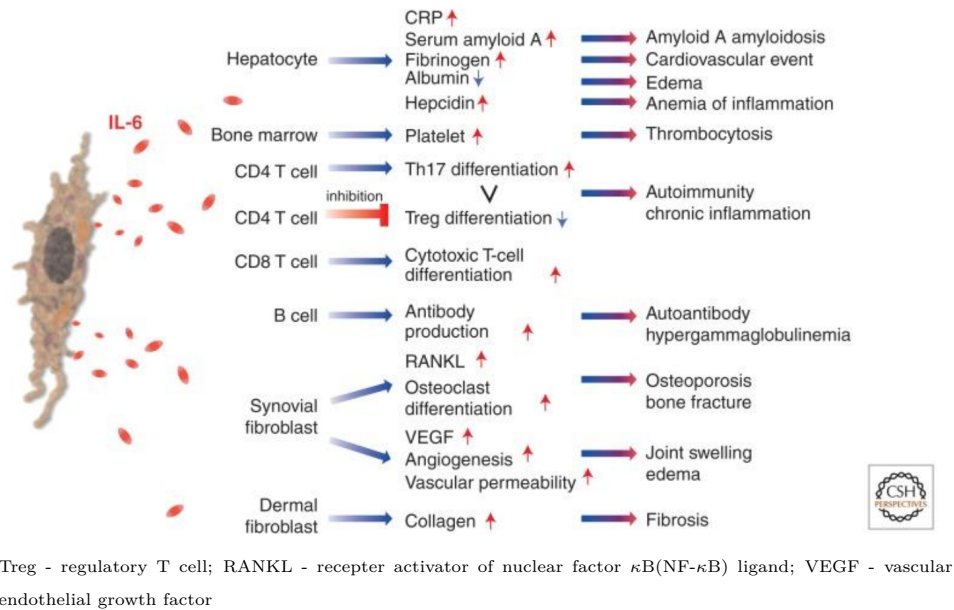 CRP ↑
Serum amyloid A ↑ Amyloid A amyloidosis
Hepatocyte Fibrinogen ↑ Cardiovascular event
Albumin ↓ Edema
Hepcidin ↑ Anemia of inflammation
IL-6
Bone marrow Platelet ↑ Thrombocytosis
CD4 T cell Th17 differentiation ↑
inhibition
CD4 T cell Treg differentiation ↓
Autoimmunity
chronic inflammation
CD8 T cell Cytotoxic T-cell
differentiation ↑
B cell Antibody
production ↑
Autoantibody
hypergammaglobulinemia
Synovial
fibroblast
RANKL ↑
Osteoclast
differentiation ↑
Osteoporosis
bone fracture
VEGF ↑
Angiogenesis ↑
Vascular permeability ↑
Joint swelling
edema
Dermal
fibroblast
Collagen ↑ Fibrosis
CSH
PERSPECTIVES
Treg - regulatory T cell; RANKL - recepter activator of nuclear factor κB(NF-κB) ligand; VEGF - vascular
endothelial growth factor